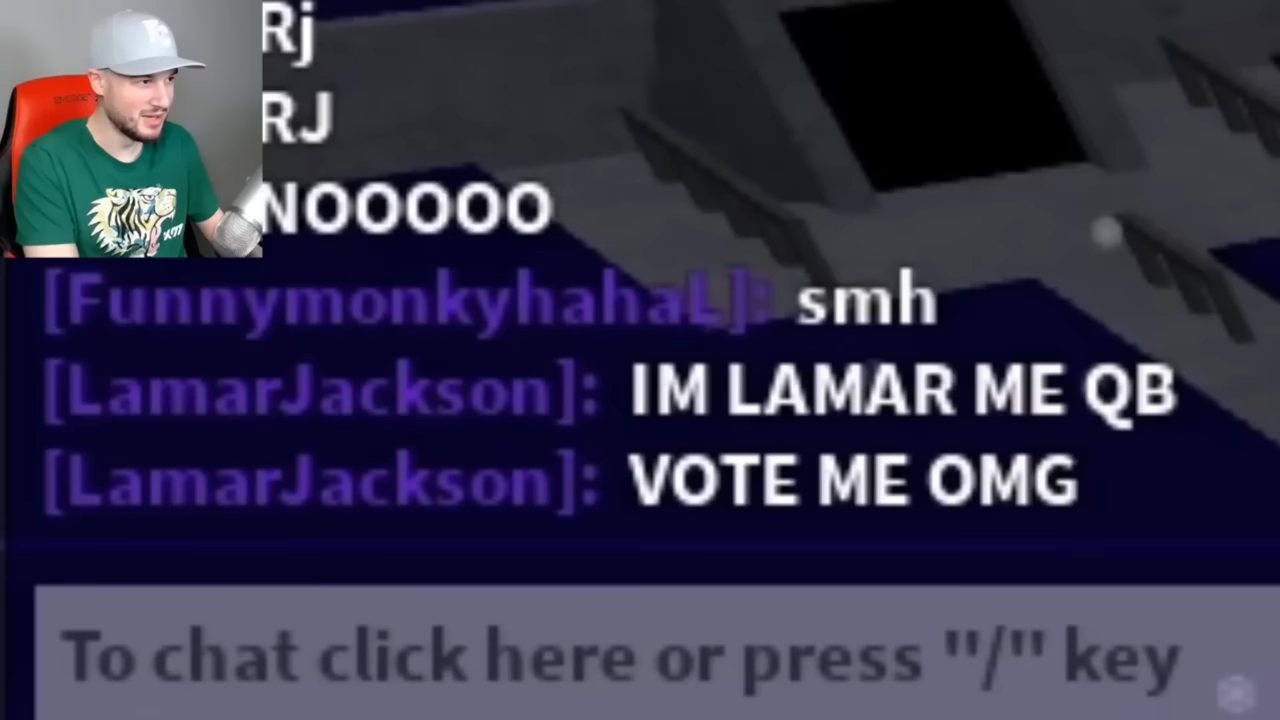 Rj
RJ
NOOOOO
[FunnymonkyhahaL]: smh
[LamarJackson]: IM LAMAR ME QB
[LamarJackson]: VOTE ME OMG
To chat click here or press "/" key